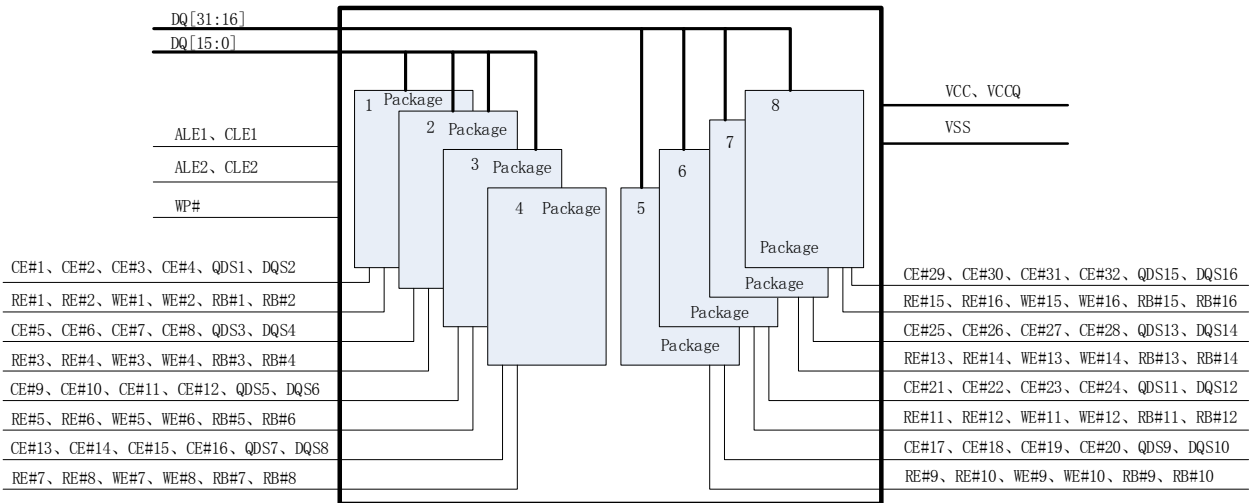 DQ[31:16]
DQ[15:0]
ALE1、CLE1
ALE2、CLE2
WP#
CE#1、CE#2、CE#3、CE#4、QDS1、DQS2
RE#1、RE#2、WE#1、WE#2、RB#1、RB#2
CE#5、CE#6、CE#7、CE#8、QDS3、DQS4
RE#3、RE#4、WE#3、WE#4、RB#3、RB#4
CE#9、CE#10、CE#11、CE#12、QDS5、DQS6
RE#5、RE#6、WE#5、WE#6、RB#5、RB#6
CE#13、CE#14、CE#15、CE#16、QDS7、DQS8
RE#7、RE#8、WE#7、WE#8、RB#7、RB#8
1 Package
2 Package
3 Package
4 Package
5
Package
6
Package
7
Package
8
Package
VCC、VCCQ
VSS
CE#29、CE#30、CE#31、CE#32、QDS15、DQS16
RE#15、RE#16、WE#15、WE#16、RB#15、RB#16
CE#25、CE#26、CE#27、CE#28、QDS13、DQS14
RE#13、RE#14、WE#13、WE#14、RB#13、RB#14
CE#21、CE#22、CE#23、CE#24、QDS11、DQS12
RE#11、RE#12、WE#11、WE#12、RB#11、RB#12
CE#17、CE#18、CE#19、CE#20、QDS9、DQS10
RE#9、RE#10、WE#9、WE#10、RB#9、RB#10